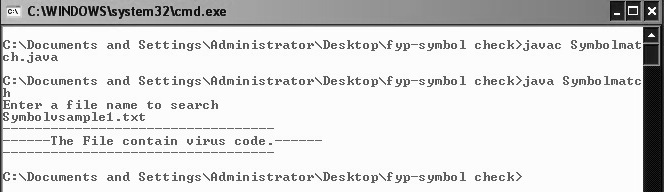 C:\WINDOWS\system32\cmd.exe
C:\Documents and Settings\Administrator\Desktop\fyp-symbol check>javac Symbolmat
ch.java
C:\Documents and Settings\Administrator\Desktop\fyp-symbol check>java Symbolmatc
h
Enter a file name to search
Symbolvsample1.txt
----------------------------------
------The File contain virus code.------
----------------------------------
C:\Documents and Settings\Administrator\Desktop\fyp-symbol check>